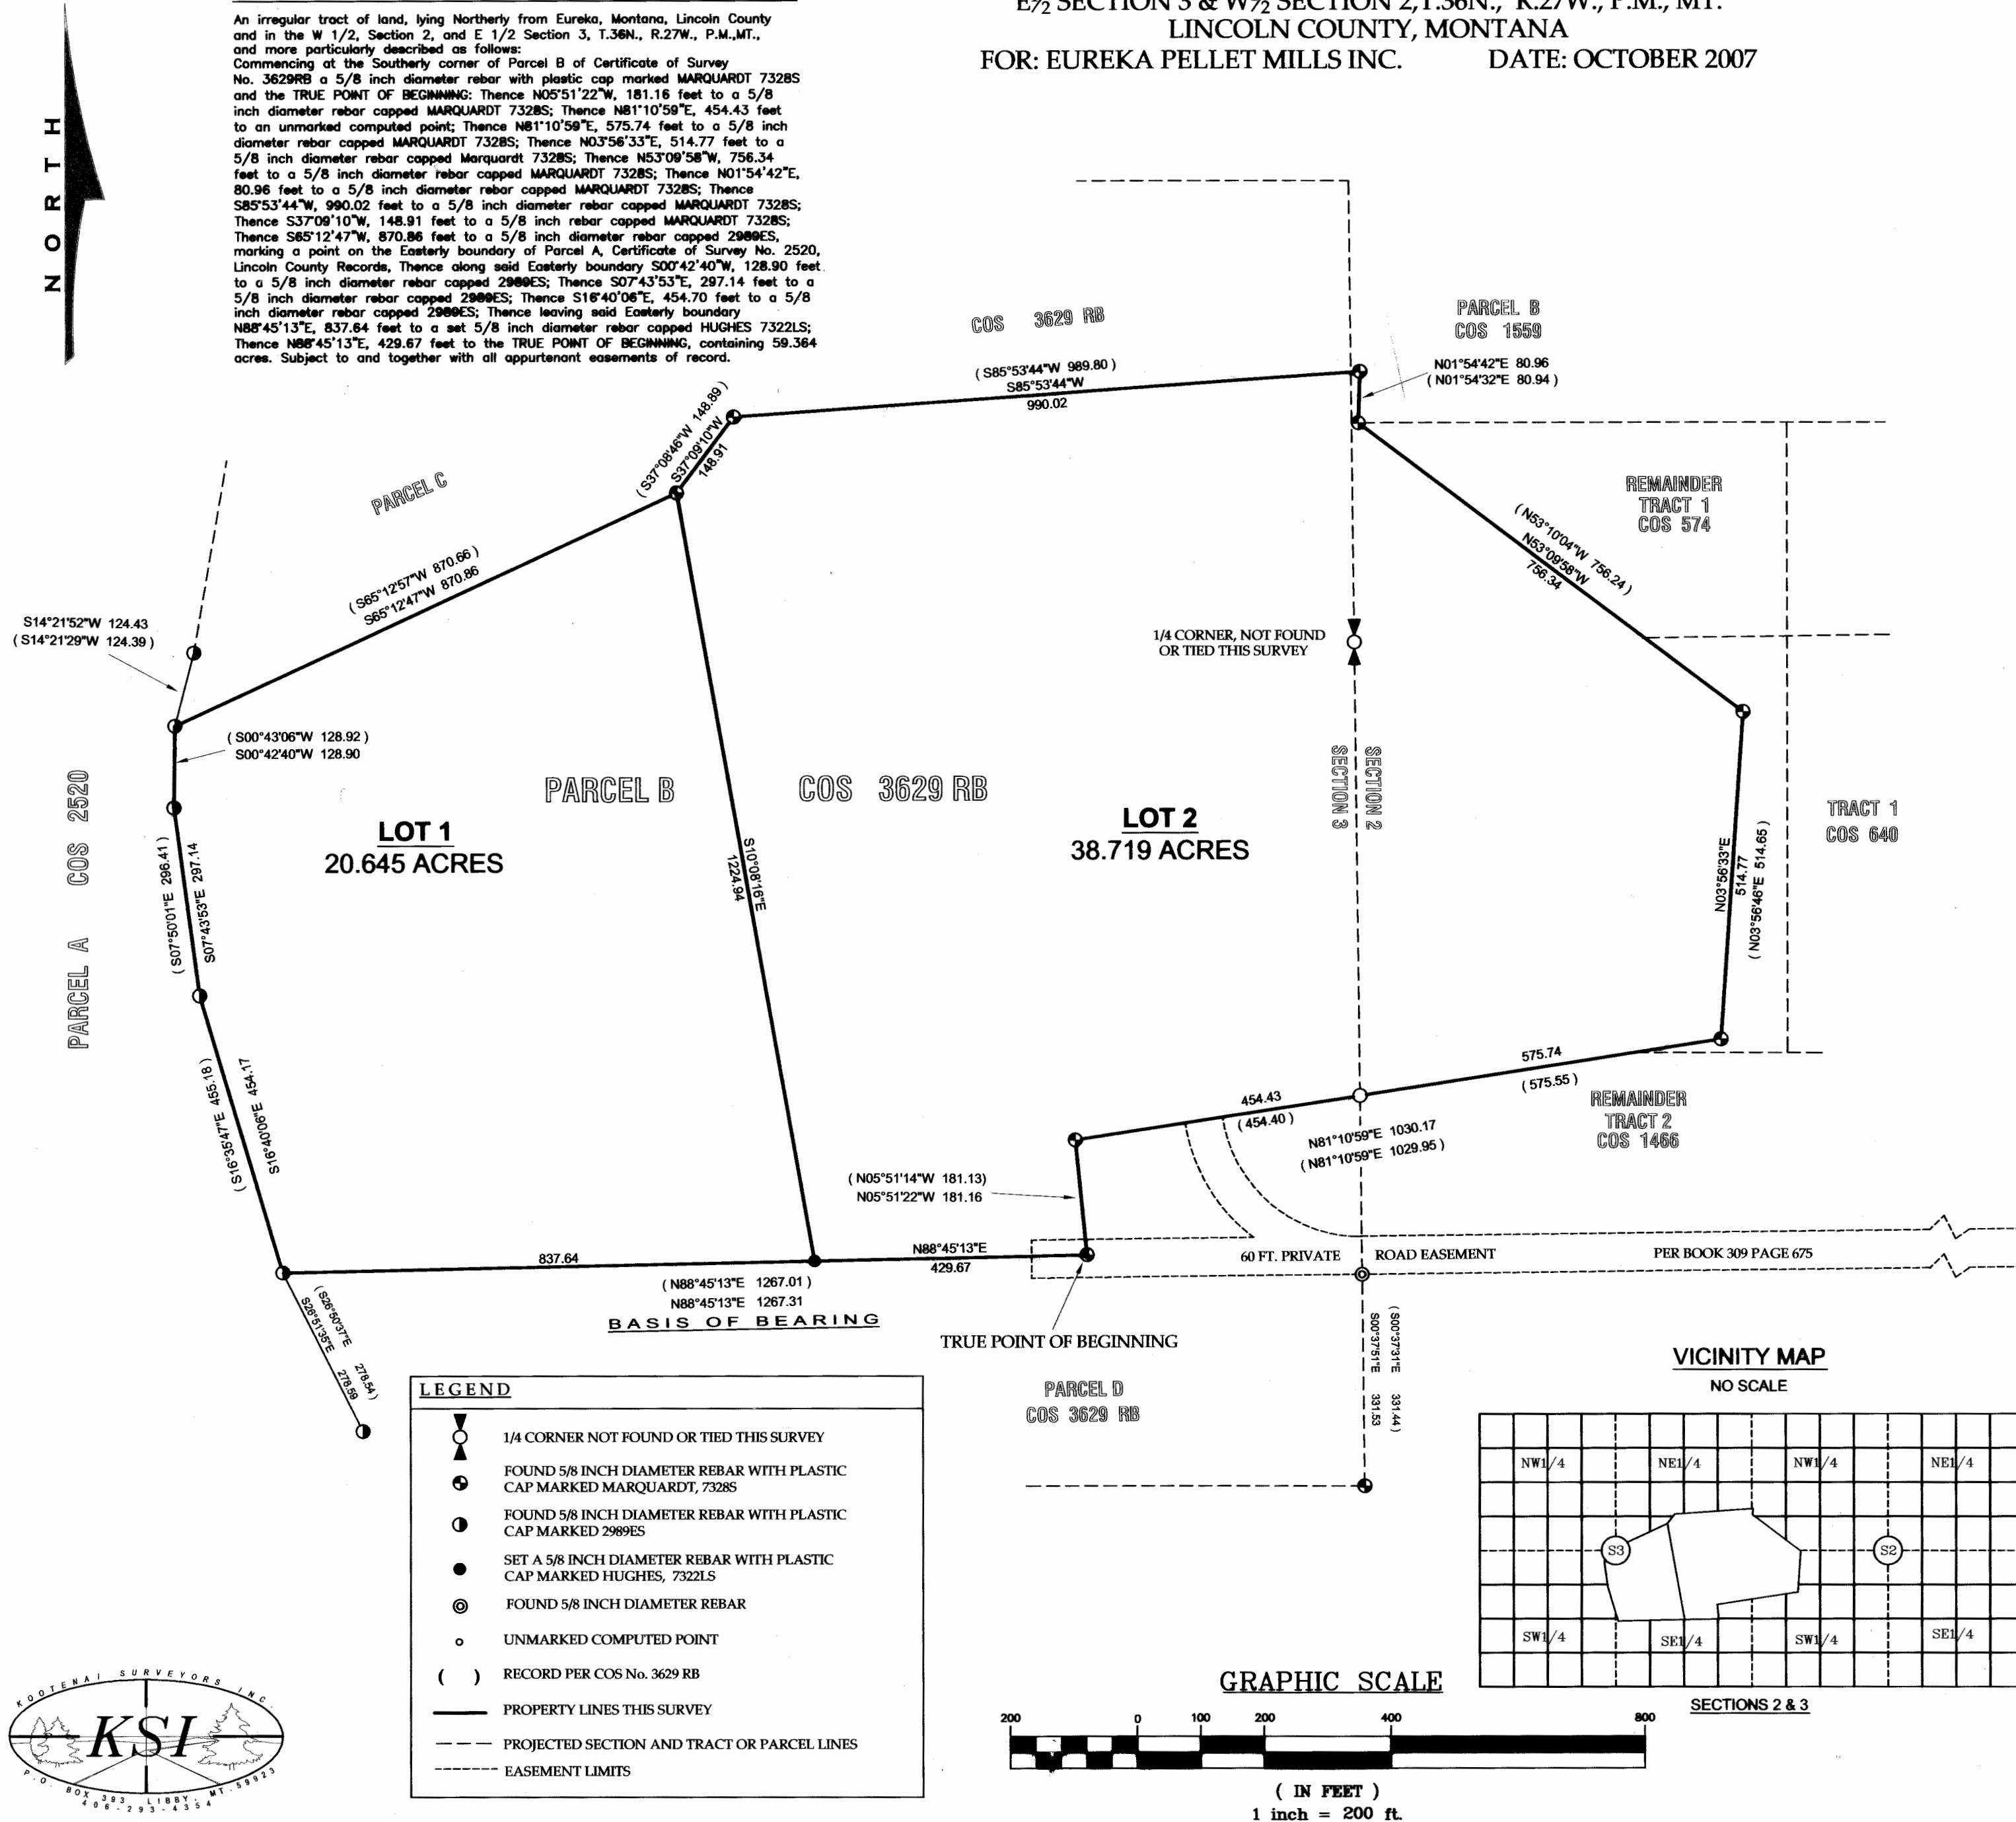 An irregular tract of land, lying Northerly from Eureka, Montana, Lincoln County
and in the W 1/2, Section 2, and E 1/2 Section 3, T.36N., R.27W., P.M.,MT.,
and more particularly described as follows:
Commencing at the Southerly corner of Parcel B of Certificate of Survey
No. 3629RB a 5/8 inch diameter rebar with plastic cap marked MARQUARDT 7328S
and the TRUE POINT OF BEGINNING: Thence N05°51'22"W, 181.16 feet to a 5/8
inch diameter rebar capped MARQUARDT 7328S; Thence N81°10'59"E, 454.43 feet
to an unmarked computed point; Thence N81°10'59"E, 575.74 feet to a 5/8 inch
diameter rebar capped MARQUARDT 7328S; Thence N03°56'33"E, 514.77 feet to a
5/8 inch diameter rebar capped Marquardt 7328S; Thence N53°09'58"W, 756.34
feet to a 5/8 inch diameter rebar capped MARQUARDT 7328S; Thence N01°54'42"E,
80.96 feet to a 5/8 inch diameter rebar capped MARQUARDT 7328S; Thence
S85°53'44"W, 990.02 feet to a 5/8 inch diameter rebar capped MARQUARDT 7328S;
Thence S37°09'10"W, 148.91 feet to a 5/8 inch rebar capped MARQUARDT 7328S;
Thence S65°12'47"W, 870.86 feet to a 5/8 inch diameter rebar capped 2989ES,
marking a point on the Easterly boundary of Parcel A, Certificate of Survey No. 2520,
Lincoln County Records, Thence along said Easterly boundary S00°42'40"W, 128.90 feet
to a 5/8 inch diameter rebar capped 2989ES; Thence S07°43'53"E, 297.14 feet to a
5/8 inch diameter rebar capped 2989ES; Thence S16°40'06"E, 454.70 feet to a 5/8
inch diameter rebar capped 2989ES; Thence leaving said Easterly boundary
N88°45'13"E, 837.64 feet to a set 5/8 inch diameter rebar capped HUGHES 7322LS;
Thence N88°45'13"E, 429.67 feet to the TRUE POINT OF BEGINNING, containing 59.364
acres. Subject to and together with all appurtenant easements of record.
E½ SECTION 3 & W½ SECTION 2,T.36N., R.27W., P.M., MT.
LINCOLN COUNTY, MONTANA
FOR: EUREKA PELLET MILLS INC. DATE: OCTOBER 2007
NORTH
COS 3629 RB
PARCEL B
COS 1559
N01°54'42"E 80.96
( N01°54'32"E 80.94 )
( S85°53'44"W 989.80 )
S85°53'44"W
990.02
( S37°08'46"W 148.89 )
S37°09'10"W
148.91
PARCEL C
( S65°12'57"W 870.66 )
S65°12'47"W 870.86
REMAINDER
TRACT 1
COS 574
( N53°10'04"W 756.24 )
N53°09'58"W
756.34
S14°21'52"W 124.43
( S14°21'29"W 124.39 )
1/4 CORNER, NOT FOUND
OR TIED THIS SURVEY
( S00°43'06"W 128.92 )
S00°42'40"W 128.90
PARCEL A COS 2520
PARCEL B COS 3629 RB
SECTION 3
SECTION 2
LOT 1
20.645 ACRES
LOT 2
38.719 ACRES
TRACT 1
COS 640
( S07°50'01"E 296.41 )
S07°43'53"E 297.14
S10°08'16"E
1224.94
N03°56'33"E
514.77
( N03°56'46"E 514.65 )
( S16°35'47"E 455.18 )
S16°40'06"E 454.17
575.74
( 575.55 )
454.43
( 454.40 )
N81°10'59"E 1030.17
( N81°10'59"E 1029.95 )
REMAINDER
TRACT 2
COS 1466
( N05°51'14"W 181.13)
N05°51'22"W 181.16
837.64
N88°45'13"E
429.67
( N88°45'13"E 1267.01 )
N88°45'13"E 1267.31
BASIS OF BEARING
60 FT. PRIVATE ROAD EASEMENT PER BOOK 309 PAGE 675
( S26°50'37"E 278.54 )
S26°51'35"E 278.59
TRUE POINT OF BEGINNING
( S00°37'31"E 331.44 )
S00°37'51"E 331.53
PARCEL D
COS 3629 RB
LEGEND
1/4 CORNER NOT FOUND OR TIED THIS SURVEY
FOUND 5/8 INCH DIAMETER REBAR WITH PLASTIC
CAP MARKED MARQUARDT, 7328S
FOUND 5/8 INCH DIAMETER REBAR WITH PLASTIC
CAP MARKED 2989ES
SET A 5/8 INCH DIAMETER REBAR WITH PLASTIC
CAP MARKED HUGHES, 7322LS
FOUND 5/8 INCH DIAMETER REBAR
UNMARKED COMPUTED POINT
( ) RECORD PER COS No. 3629 RB
PROPERTY LINES THIS SURVEY
PROJECTED SECTION AND TRACT OR PARCEL LINES
EASEMENT LIMITS
VICINITY MAP
NO SCALE
NW1/4 NE1/4 NW1/4 NE1/4
S3 S2
SW1/4 SE1/4 SW1/4 SE1/4
SECTIONS 2 & 3
GRAPHIC SCALE
200 0 100 200 400 800
( IN FEET )
1 inch = 200 ft.
KOOTENAI SURVEYORS INC.
KSI
P.O. BOX 393 LIBBY, MT. 59923
406-293-4354